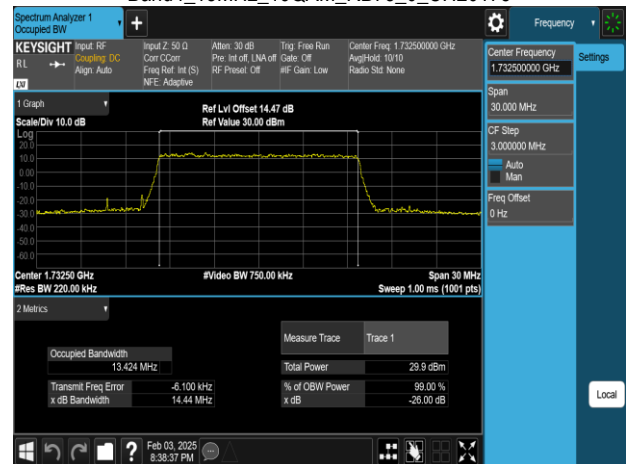 Spectrum Analyzer 1
Occupied BW
Frequency
KEYSIGHT
RL
LXI
Input: RF
Coupling: DC
Align: Auto
Input Z: 50 Ω
Corr CCorr
Freq Ref: Int (S)
NFE: Adaptive
Atten: 30 dB
Pre: Int off, LNA off
RF Preset: Off
Trig: Free Run
Gate: Off
#IF Gain: Low
Center Freq: 1.732500000 GHz
Avg|Hold: 10/10
Radio Std: None
Center Frequency
1.732500000 GHz
Settings
Span
30.000 MHz
CF Step
3.000000 MHz
Auto
Man
Freq Offset
0 Hz
Local
1 Graph
Scale/Div 10.0 dB
Ref Lvl Offset 14.47 dB
Ref Value 30.00 dBm
Log
20.0
10.0
0.00
-10.0
-20.0
-30.0
-40.0
-50.0
-60.0
Center 1.73250 GHz
#Video BW 750.00 kHz
Span 30 MHz
#Res BW 220.00 kHz
Sweep 1.00 ms (1001 pts)
2 Metrics
Measure Trace Trace 1
Occupied Bandwidth
13.424 MHz
Total Power 29.9 dBm
Transmit Freq Error -6.100 kHz
% of OBW Power 99.00 %
x dB Bandwidth 14.44 MHz
x dB -26.00 dB
Feb 03, 2025
8:38:37 PM